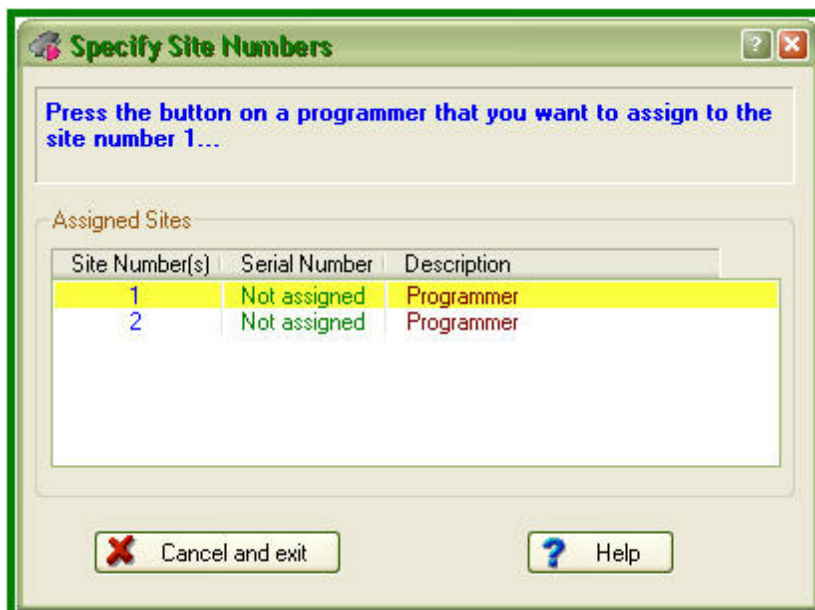 Specify Site Numbers
Press the button on a programmer that you want to assign to the
site number 1...
Assigned Sites
Site Number(s) Serial Number Description
1 Not assigned Programmer
2 Not assigned Programmer
Cancel and exit
Help